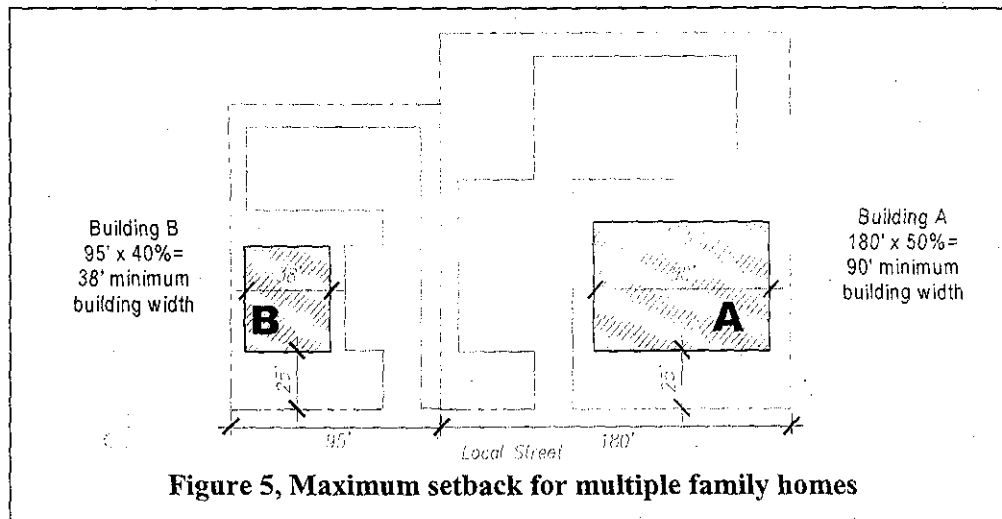 Building B
95' x 40%=
38' minimum
building width
Building A
180' x 50%=
90' minimum
building width
38'
B
A
25'
25'
95'
180'
Local Street
Figure 5, Maximum setback for multiple family homes